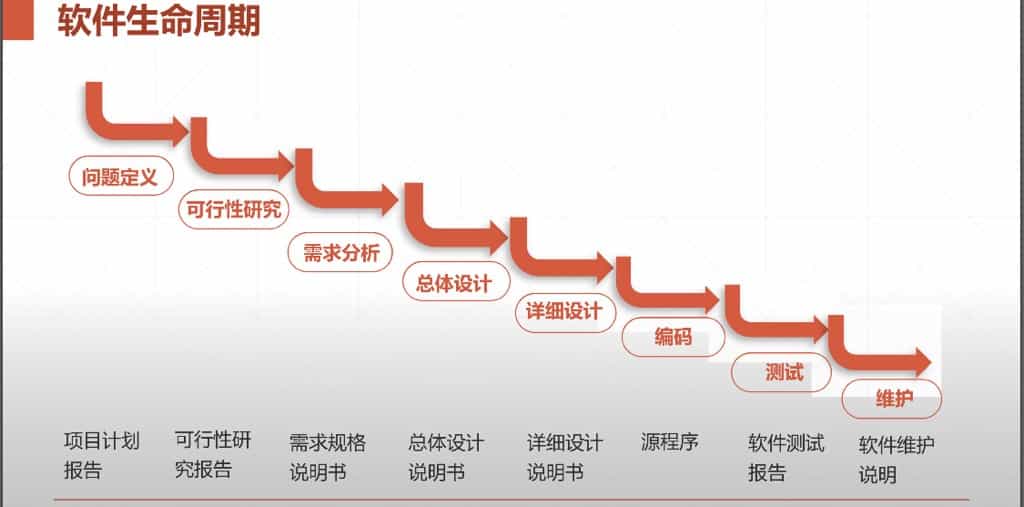 软件生命周期
问题定义
可行性研究
需求分析
总体设计
详细设计
编码
测试
维护
项目计划
报告
可行性研
究报告
需求规格
说明书
总体设计
说明书
详细设计
说明书
源程序
软件测试
报告
软件维护
说明